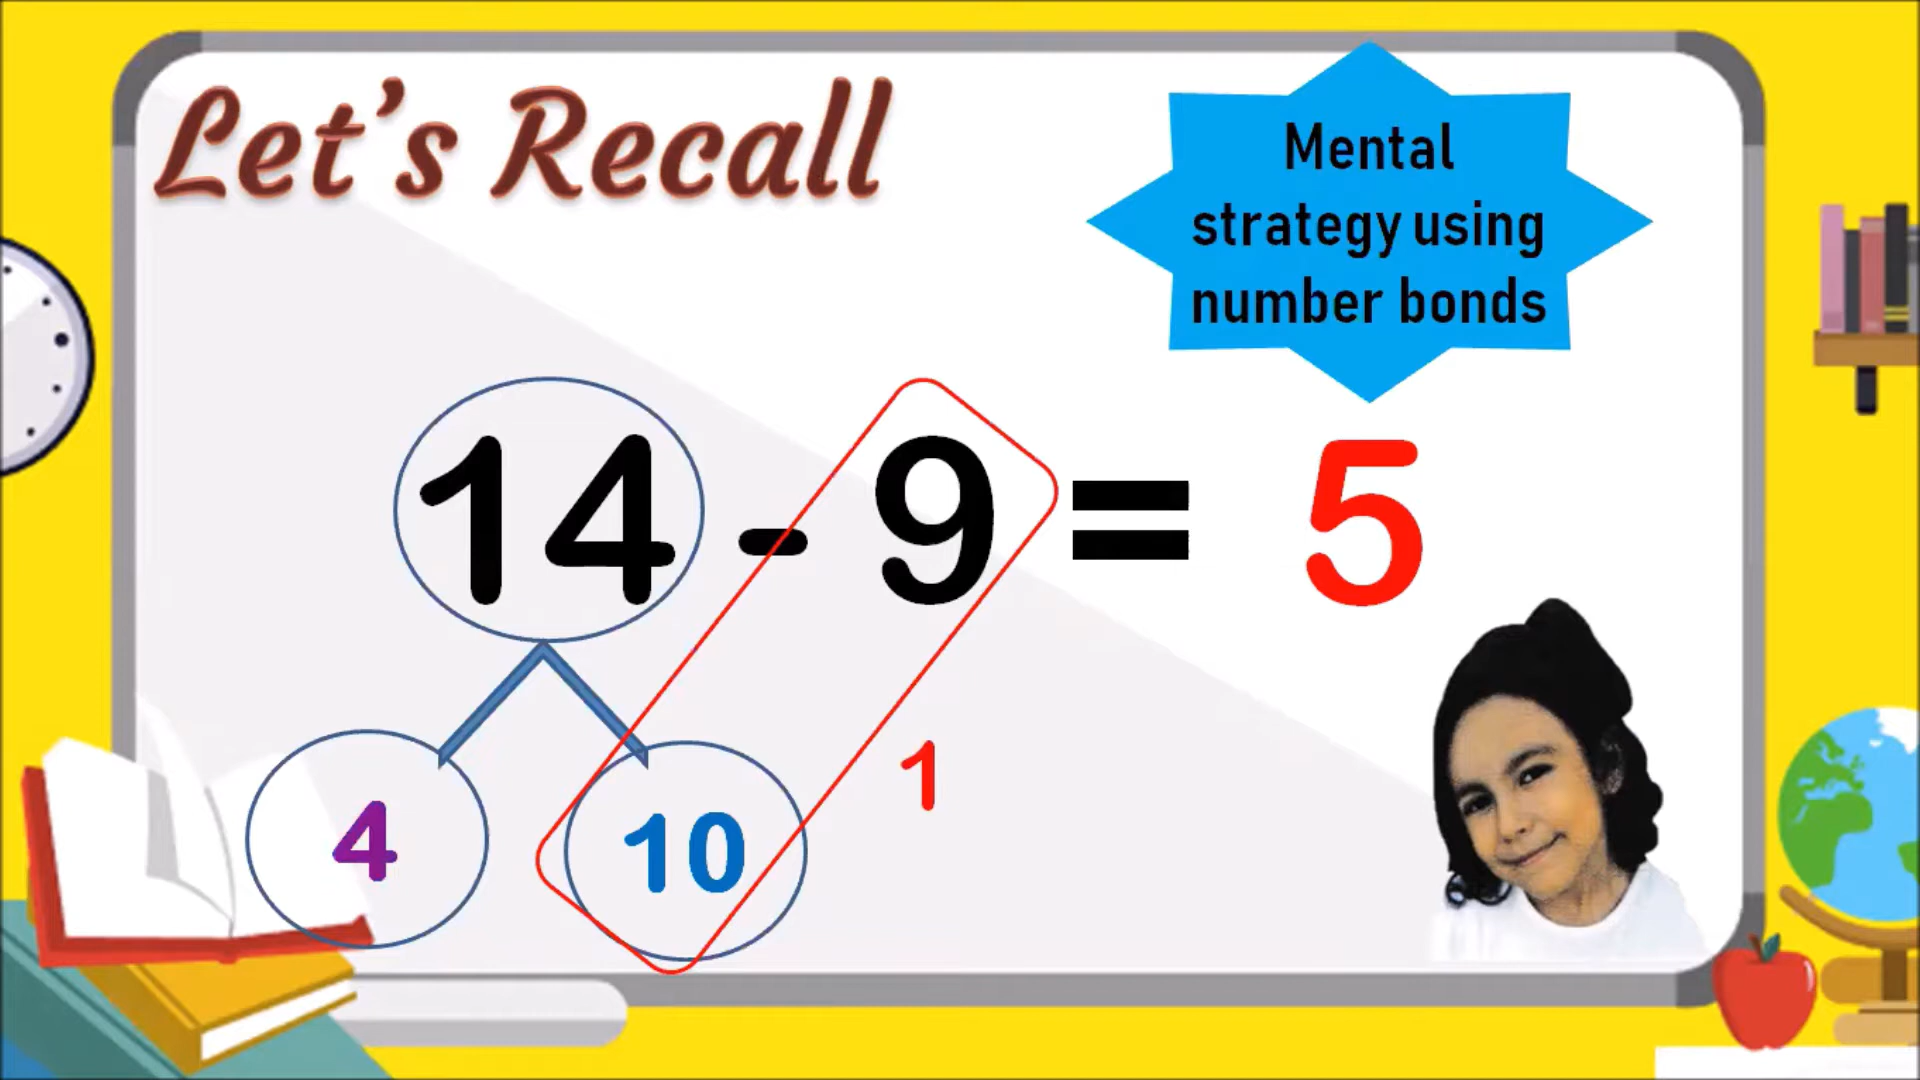 Let's Recall
Mental
strategy using
number bonds
14 - 9 = 5
1
4 10